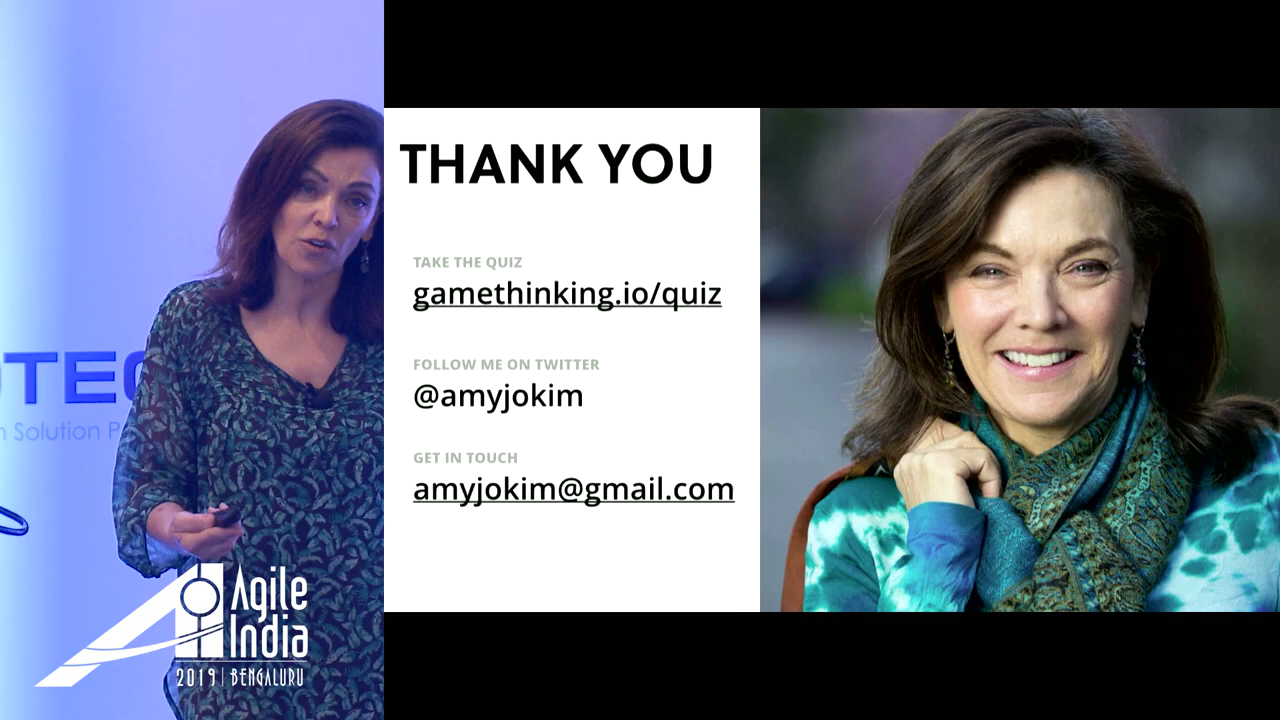 THANK YOU
TAKE THE QUIZ
gamethinking.io/quiz
FOLLOW ME ON TWITTER
@amyjokim
GET IN TOUCH
amyjokim@gmail.com
Solution
Agile
India
2019 | BENGALURU